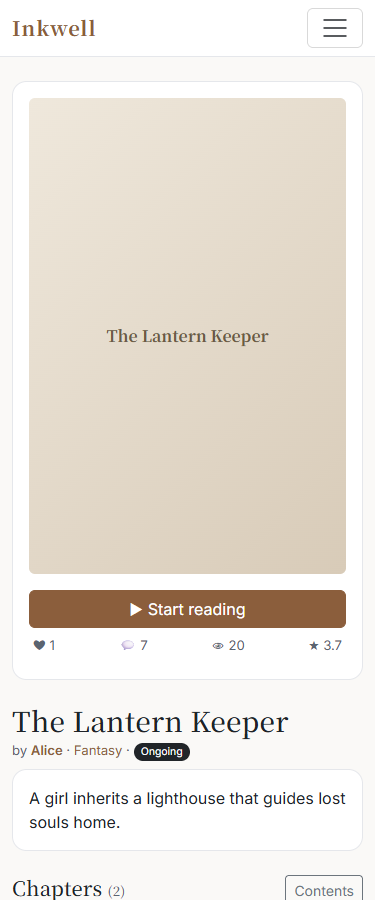 Inkwell
The Lantern Keeper
▶ Start reading
♥ 1 💬 7 👁 20 ★ 3.7
The Lantern Keeper
by Alice · Fantasy · Ongoing
A girl inherits a lighthouse that guides lost
souls home.
Chapters (2) Contents